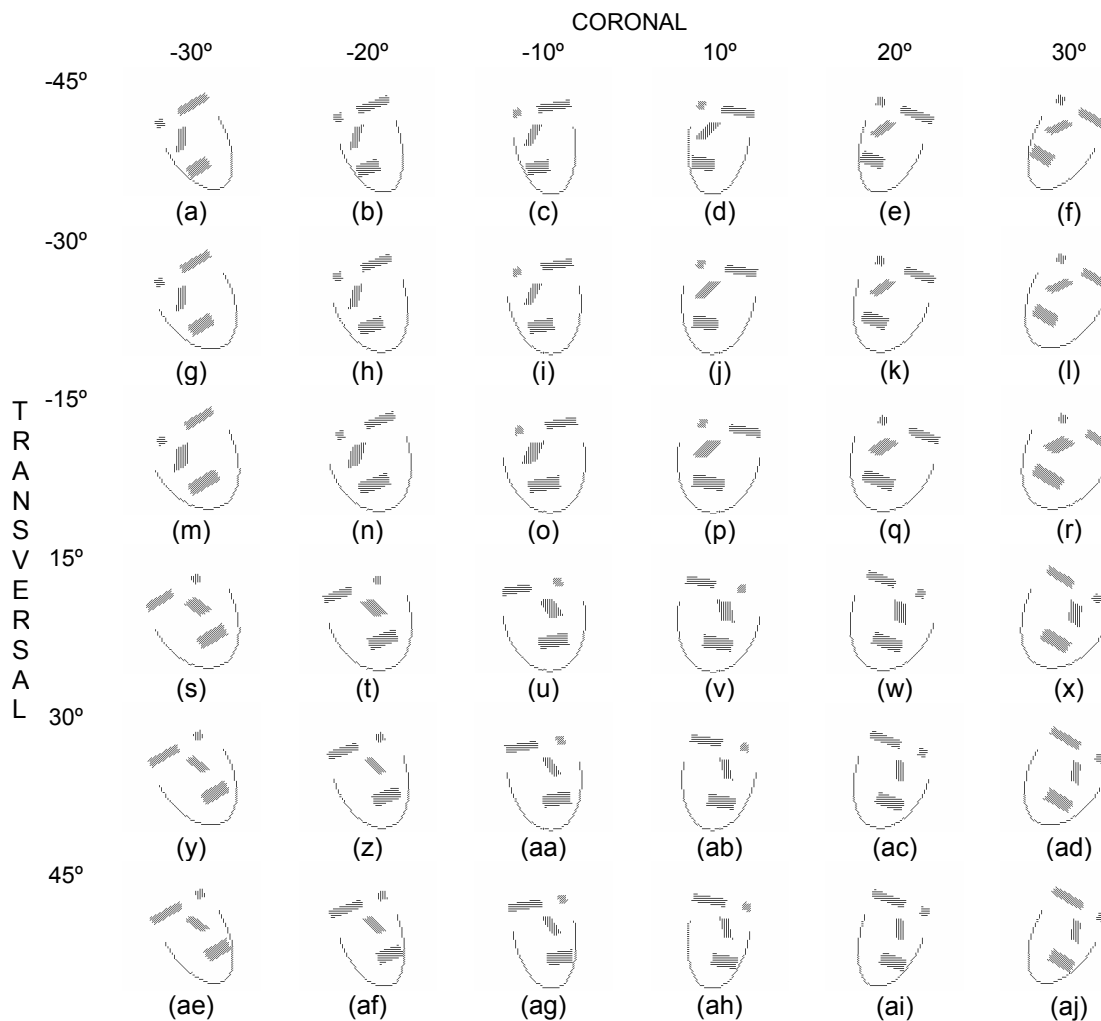 CORONAL
-30º -20º -10º 10º 20º 30º
-45º
(a) (b) (c) (d) (e) (f)
-30º
(g) (h) (i) (j) (k) (l)
-15º
(m) (n) (o) (p) (q) (r)
15º
(s) (t) (u) (v) (w) (x)
30º
(y) (z) (aa) (ab) (ac) (ad)
45º
(ae) (af) (ag) (ah) (ai) (aj)
TRANSVERSAL